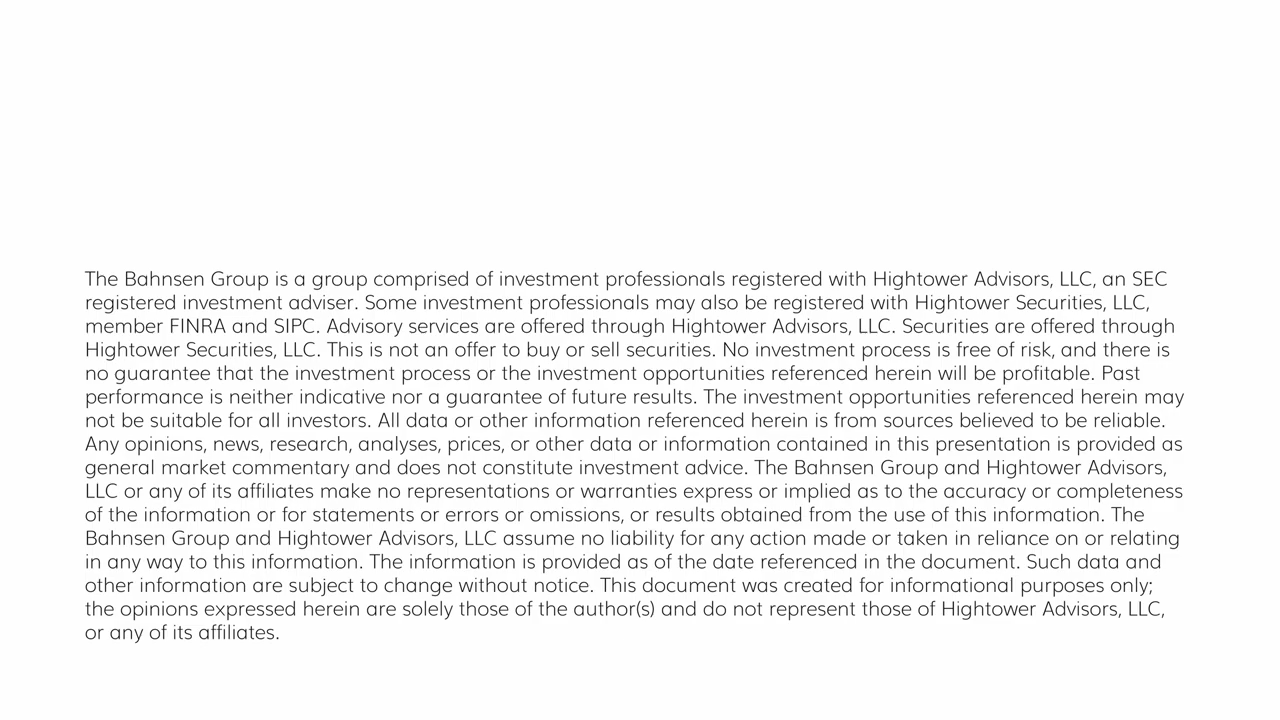 The Bahnsen Group is a group comprised of investment professionals registered with Hightower Advisors, LLC, an SEC
registered investment adviser. Some investment professionals may also be registered with Hightower Securities, LLC,
member FINRA and SIPC. Advisory services are offered through Hightower Advisors, LLC. Securities are offered through
Hightower Securities, LLC. This is not an offer to buy or sell securities. No investment process is free of risk, and there is
no guarantee that the investment process or the investment opportunities referenced herein will be profitable. Past
performance is neither indicative nor a guarantee of future results. The investment opportunities referenced herein may
not be suitable for all investors. All data or other information referenced herein is from sources believed to be reliable.
Any opinions, news, research, analyses, prices, or other data or information contained in this presentation is provided as
general market commentary and does not constitute investment advice. The Bahnsen Group and Hightower Advisors,
LLC or any of its affiliates make no representations or warranties express or implied as to the accuracy or completeness
of the information or for statements or errors or omissions, or results obtained from the use of this information. The
Bahnsen Group and Hightower Advisors, LLC assume no liability for any action made or taken in reliance on or relating
in any way to this information. The information is provided as of the date referenced in the document. Such data and
other information are subject to change without notice. This document was created for informational purposes only;
the opinions expressed herein are solely those of the author(s) and do not represent those of Hightower Advisors, LLC,
or any of its affiliates.